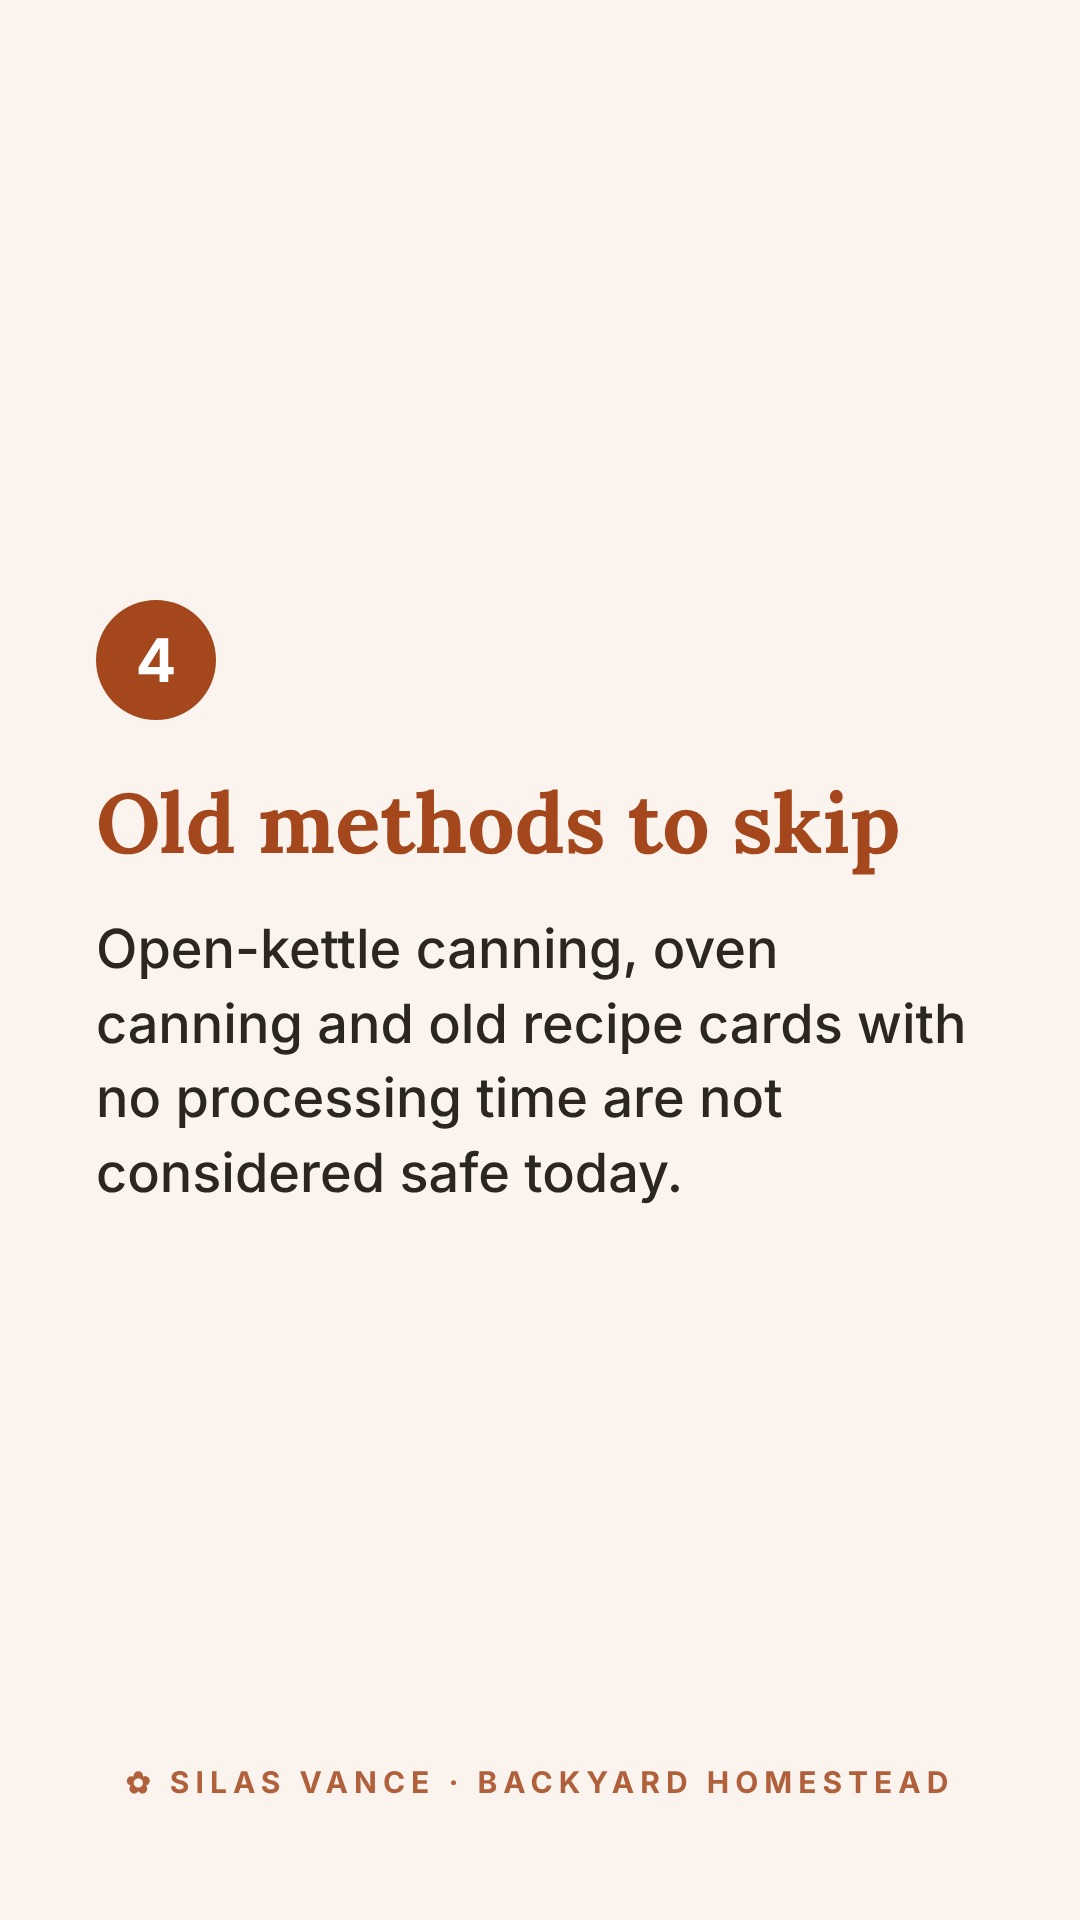 4
Old methods to skip
Open-kettle canning, oven
canning and old recipe cards with
no processing time are not
considered safe today.
✿ SILAS VANCE · BACKYARD HOMESTEAD